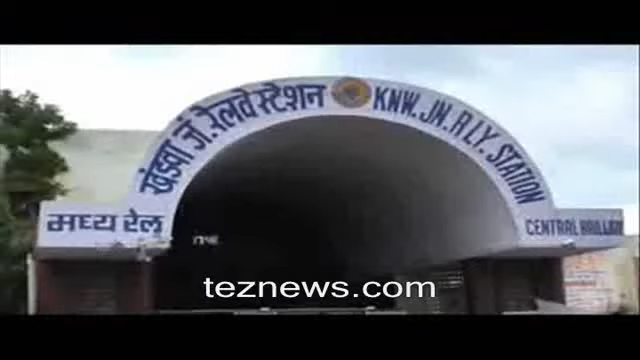 खंडवा जं. रेलवे स्टेशन KNW. JN. RLY. STATION
मध्य रेल CENTRAL RAILWAY
teznews.com